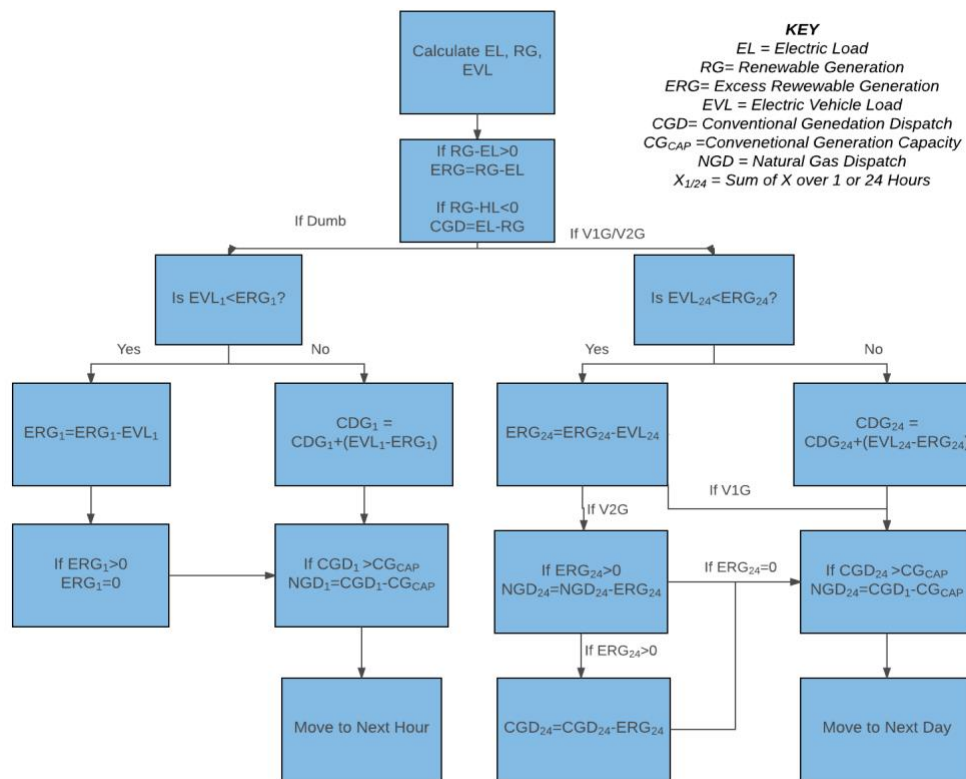 Calculate EL, RG,
EVL
KEY
EL = Electric Load
RG= Renewable Generation
ERG= Excess Rewewable Generation
EVL = Electric Vehicle Load
CGD= Conventional Genedation Dispatch
CG_CAP =Convenetional Generation Capacity
NGD = Natural Gas Dispatch
X_1/24 = Sum of X over 1 or 24 Hours
If RG-EL>0
ERG=RG-EL
If RG-HL<0
CGD=EL-RG
If Dumb
If V1G/V2G
Is EVL₁<ERG₁?
Is EVL₂₄<ERG₂₄?
Yes
No
Yes
No
ERG₁=ERG₁-EVL₁
CDG₁ =
CDG₁+(EVL₁-ERG₁)
ERG₂₄=ERG₂₄-EVL₂₄
CDG₂₄ =
CDG₂₄+(EVL₂₄-ERG₂₄)
If V2G
If V1G
If ERG₁>0
ERG₁=0
If CGD₁ >CG_CAP
NGD₁=CGD₁-CG_CAP
If ERG₂₄>0
NGD₂₄=NGD₂₄-ERG₂₄
If ERG₂₄=0
If CGD₂₄ >CG_CAP
NGD₂₄=CGD₁-CG_CAP
If ERG₂₄>0
Move to Next Hour
CGD₂₄=CGD₂₄-ERG₂₄
Move to Next Day